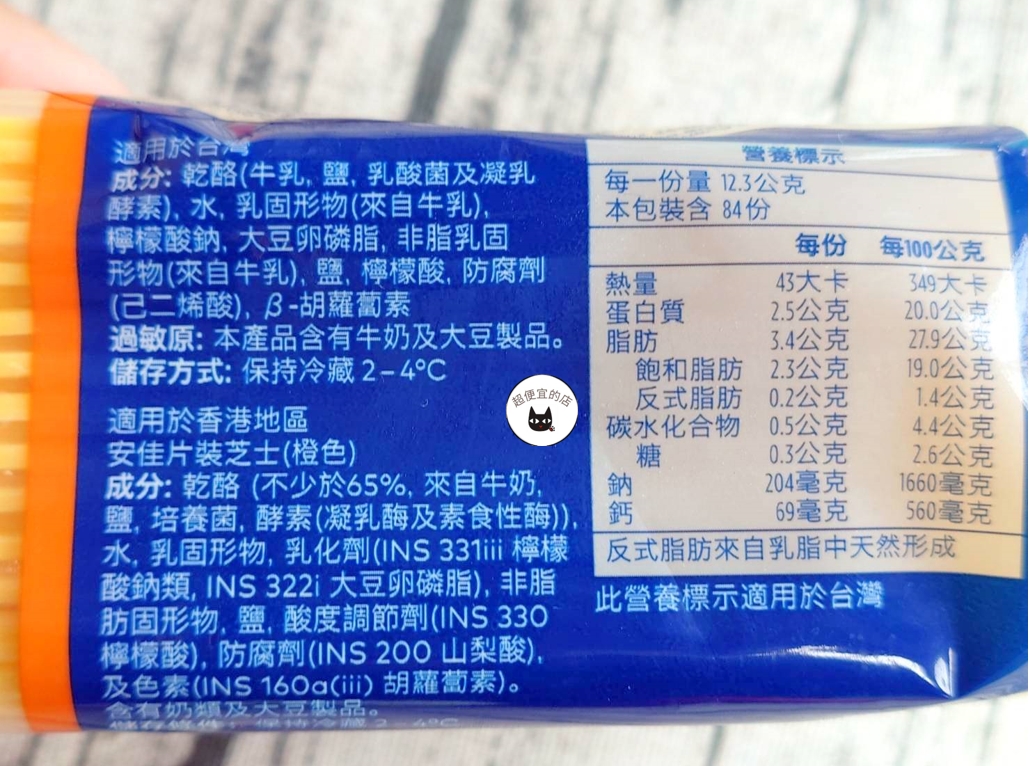 適用於台灣
成分: 乾酪(牛乳, 鹽, 乳酸菌及凝乳
酵素), 水, 乳固形物(來自牛乳),
檸檬酸鈉, 大豆卵磷脂, 非脂乳固
形物(來自牛乳), 鹽, 檸檬酸, 防腐劑
(己二烯酸), β-胡蘿蔔素
過敏原: 本產品含有牛奶及大豆製品。
儲存方式: 保持冷藏 2-4°C
適用於香港地區
安佳片裝芝士(橙色)
成分: 乾酪 (不少於65%, 來自牛奶,
鹽, 培養菌, 酵素(凝乳酶及素食性酶)),
水, 乳固形物, 乳化劑(INS 331iii 檸檬
酸鈉類, INS 322i 大豆卵磷脂), 非脂
肪固形物, 鹽, 酸度調節劑(INS 330
檸檬酸), 防腐劑(INS 200 山梨酸),
及色素(INS 160a(iii) 胡蘿蔔素)。
含有奶類及大豆製品。
儲存條件: 保持冷藏 2-4°C
超便宜的店
營養標示
每一份量 12.3公克
本包裝含 84份
每份 每100公克
熱量 43大卡 349大卡
蛋白質 2.5公克 20.0公克
脂肪 3.4公克 27.9公克
飽和脂肪 2.3公克 19.0公克
反式脂肪 0.2公克 1.4公克
碳水化合物 0.5公克 4.4公克
糖 0.3公克 2.6公克
鈉 204毫克 1660毫克
鈣 69毫克 560毫克
反式脂肪來自乳脂中天然形成
此營養標示適用於台灣